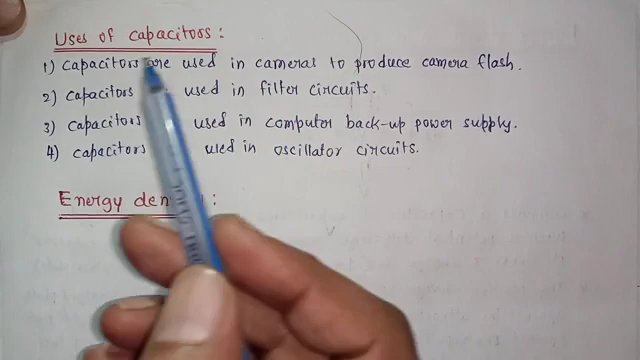 Uses of capacitors:
1) capacitors are used in cameras to produce camera flash.
2) capacitors used in filter circuits.
3) capacitors used in computer back-up power supply.
4) capacitors used in oscillator circuits.
Energy :